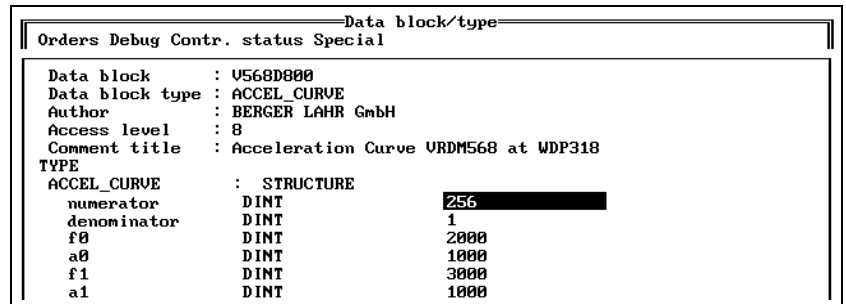 Data block/type
Orders Debug Contr. status Special
Data block : V568D800
Data block type : ACCEL_CURVE
Author : BERGER LAHR GmbH
Access level : 8
Comment title : Acceleration Curve VRDM568 at WDP318
TYPE
ACCEL_CURVE : STRUCTURE
numerator DINT 256
denominator DINT 1
f0 DINT 2000
a0 DINT 1000
f1 DINT 3000
a1 DINT 1000